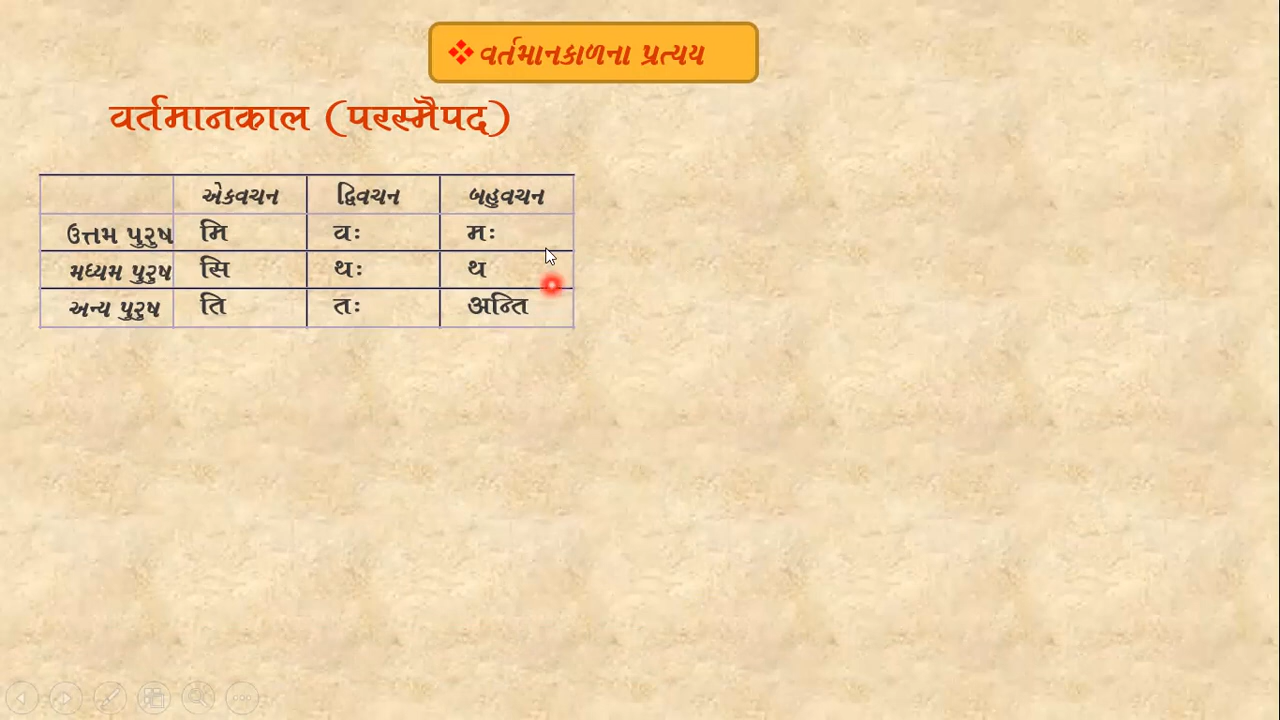 ❖ વર્તમાનકાળના પ્રત્યય
वर्तमानकाल (परस्मैपद)
એકવચન દ્વિવચન બહુવચન
ઉત્તમ પુરુષ मि वः मः
મધ્યમ પુરુષ सि थः थ
અન્ય પુરુષ ति तः अन्ति